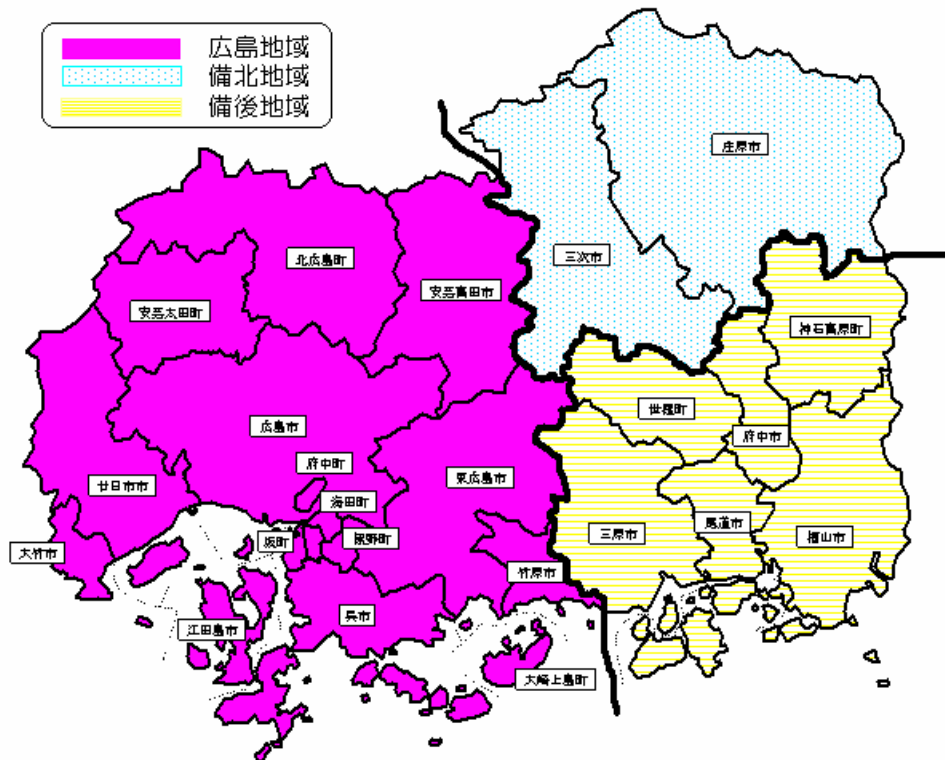 広島地域
備北地域
備後地域
庄原市
三次市
北広島町
安芸高田市
安芸太田町
神石高原町
世羅町
広島市
府中市
府中町
廿日市市
東広島市
海田町
尾道市
三原市
福山市
坂町
熊野町
大竹市
竹原市
呉市
江田島市
大崎上島町